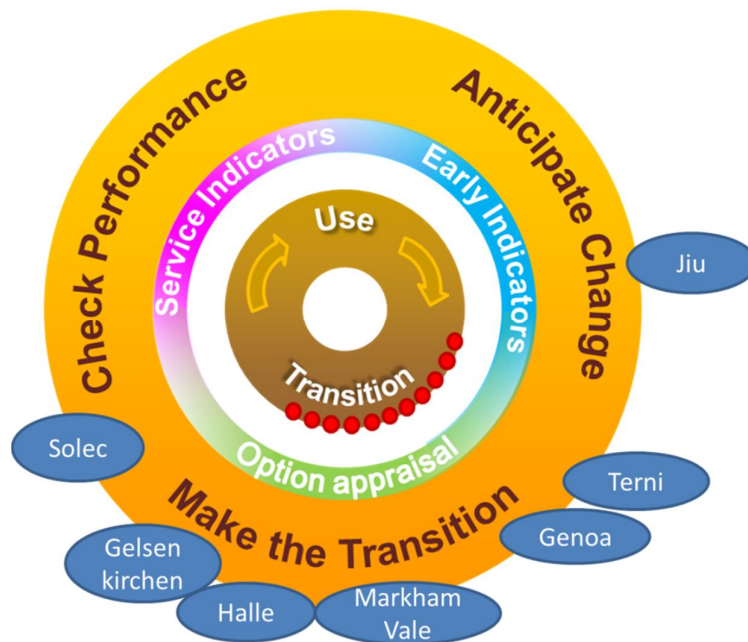 Check Performance
Anticipate Change
Service Indicators
Early Indicators
Use
Jiu
Transition
Solec
Option appraisal
Terni
Make the Transition
Genoa
Gelsen
kirchen
Halle
Markham
Vale